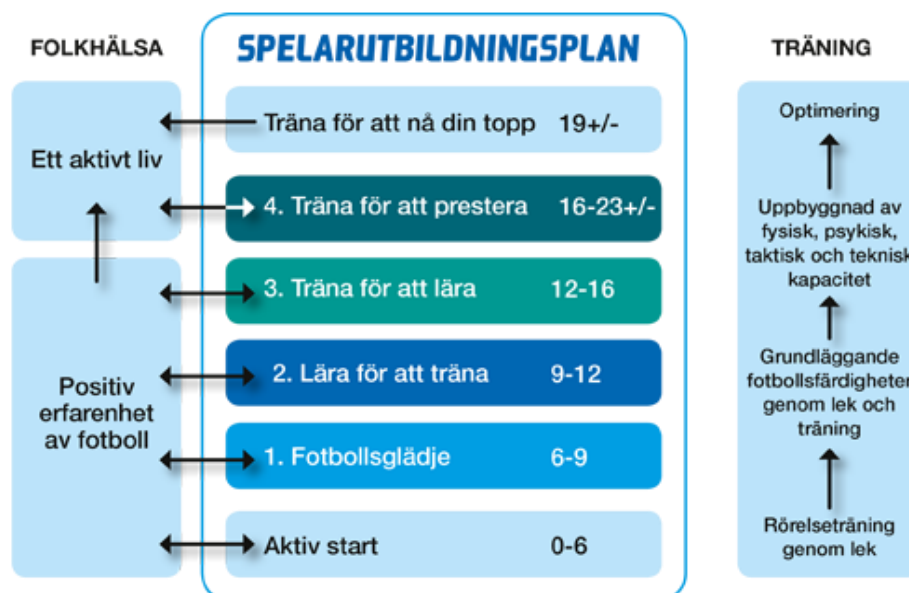 FOLKHÄLSA
Ett aktivt liv
Positiv
erfarenhet
av fotboll
SPELARUTBILDNINGSPLAN
Träna för att nå din topp 19+/-
4. Träna för att prestera 16-23+/-
3. Träna för att lära 12-16
2. Lära för att träna 9-12
1. Fotbollsglädje 6-9
Aktiv start 0-6
TRÄNING
Optimering
Uppbyggnad av
fysisk, psykisk,
taktisk och teknisk
kapacitet
Grundläggande
fotbollsfärdigheter
genom lek och
träning
Rörelseträning
genom lek